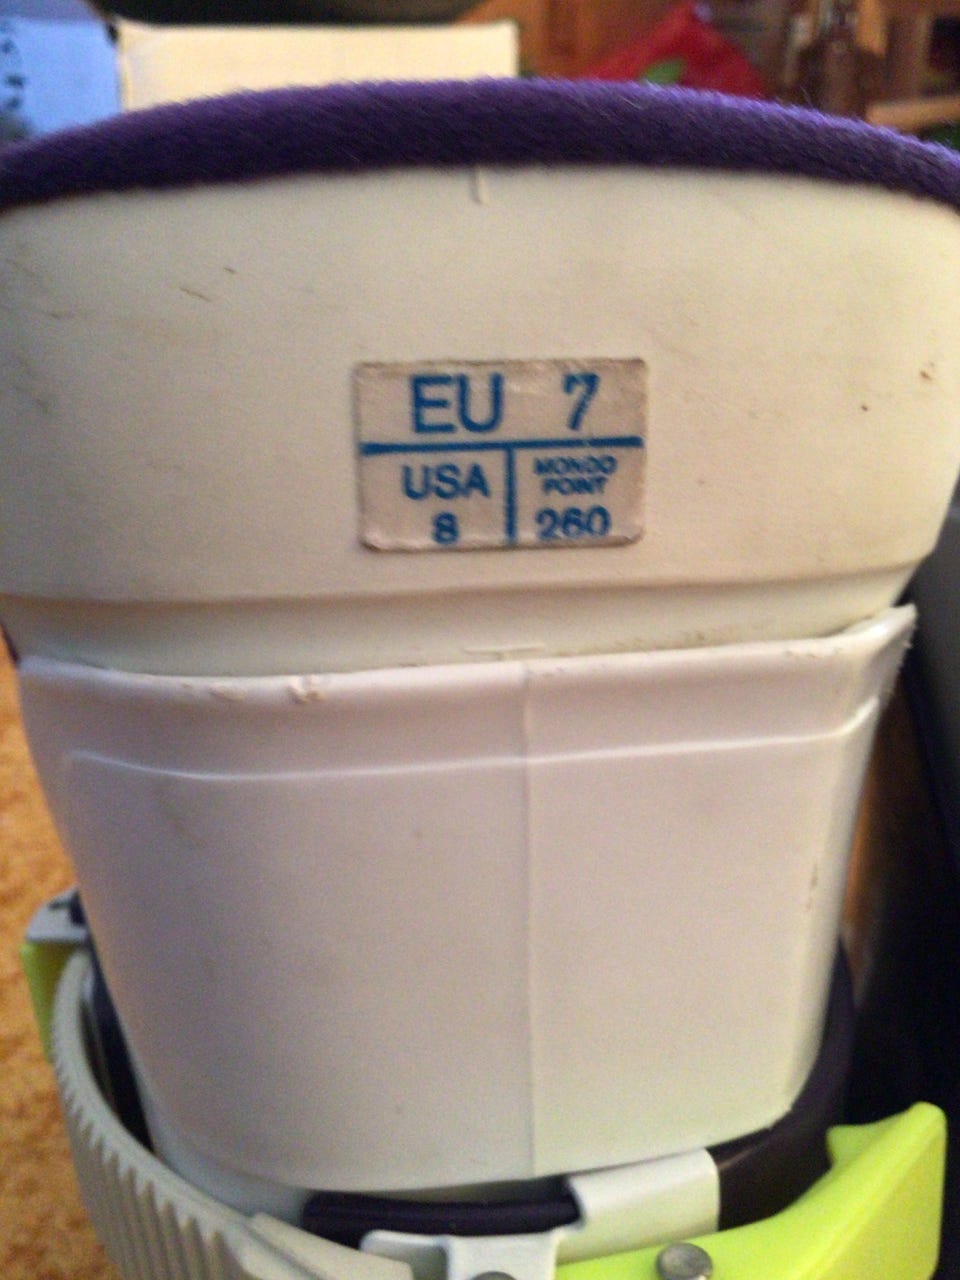 EU 7
USA
8
MONDO
POINT
260